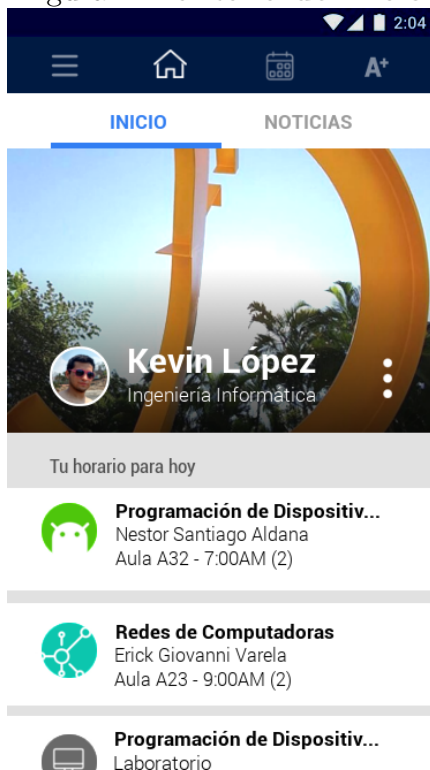 2:04
A+
INICIO
NOTICIAS
Kevin López
Ingeniería Informática
Tu horario para hoy
Programación de Dispositiv...
Nestor Santiago Aldana
Aula A32 - 7:00AM (2)
Redes de Computadoras
Erick Giovanni Varela
Aula A23 - 9:00AM (2)
Programación de Dispositiv...
Laboratorio